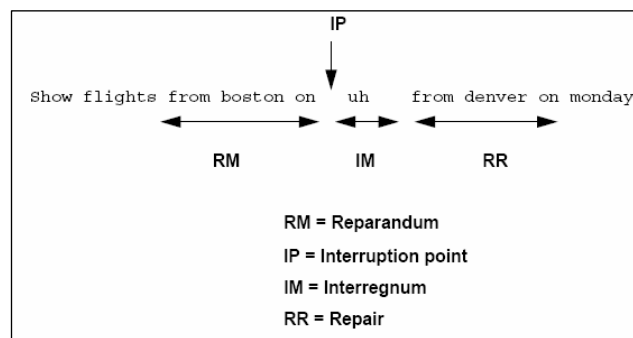 IP
Show flights from boston on uh from denver on monday
RM IM RR
RM = Reparandum
IP = Interruption point
IM = Interregnum
RR = Repair